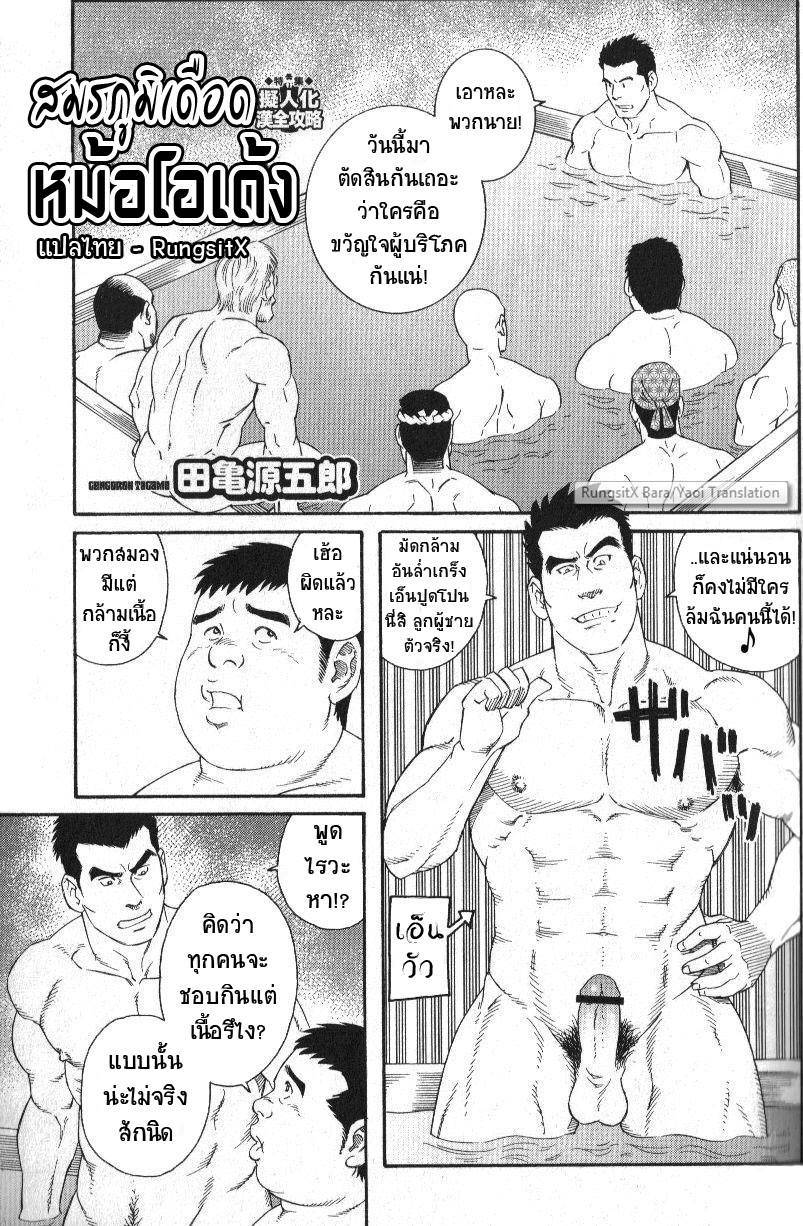 สมรภูมิเดือด
หม้อโอเด้ง
แปลไทย - RungsitX
擬人化
漢全攻略
เอาหละ
พวกนาย!
วันนี้มา
ตัดสินกันเถอะ
ว่าใครคือ
ขวัญใจผู้บริโภค
กันแน่!
GENGOROH TAGAME
田亀源五郎
RungsitX Bara/Yaoi Translation
..และแน่นอน
ก็คงไม่มีใคร
ล้มฉันคนนี้ได้!
♪
มัดกล้าม
อันล่ำเกร็ง
เอ็นปูดโปน
นี่สิ ลูกผู้ชาย
ตัวจริง!
เอ็น
วัว
เฮ้อ
ผิดแล้ว
หละ
พวกสมอง
มีแต่
กล้ามเนื้อ
ก็งี้
พูด
ไรวะ
หา!?
คิดว่า
ทุกคนจะ
ชอบกินแต่
เนื้อรึไง?
แบบนั้น
น่ะไม่จริง
สักนิด